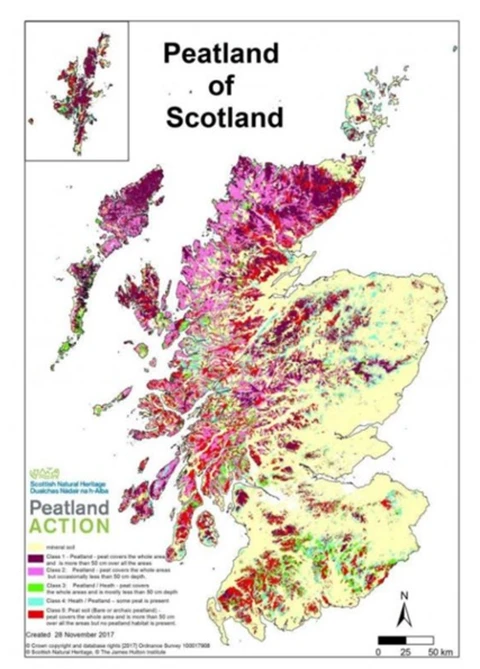 Peatland
of
Scotland
Scottish Natural Heritage
Dualchas Nàdair na h-Alba
Peatland
ACTION
mineral soil
Class 1 - Peatland - peat covers the whole area
and is more than 50 cm over all the areas
Class 2: Peatland - peat covers the whole areas
but occasionally less than 50 cm depth.
Class 3: Peatland / Heath - peat covers
the whole areas and is mostly less than 50 cm depth
Class 4: Heath / Peatland – some peat is present
Class 5: Peat soil (Bare or archaic peatland) -
peat covers the whole area and is more than 50 cm
over all the areas but no peatland habitat is present.
Created 28 November 2017
© Crown copyright and database rights [2017] Ordnance Survey 100017908
© Scottish Natural Heritage, © The James Hutton Institute
N
0 25 50 km